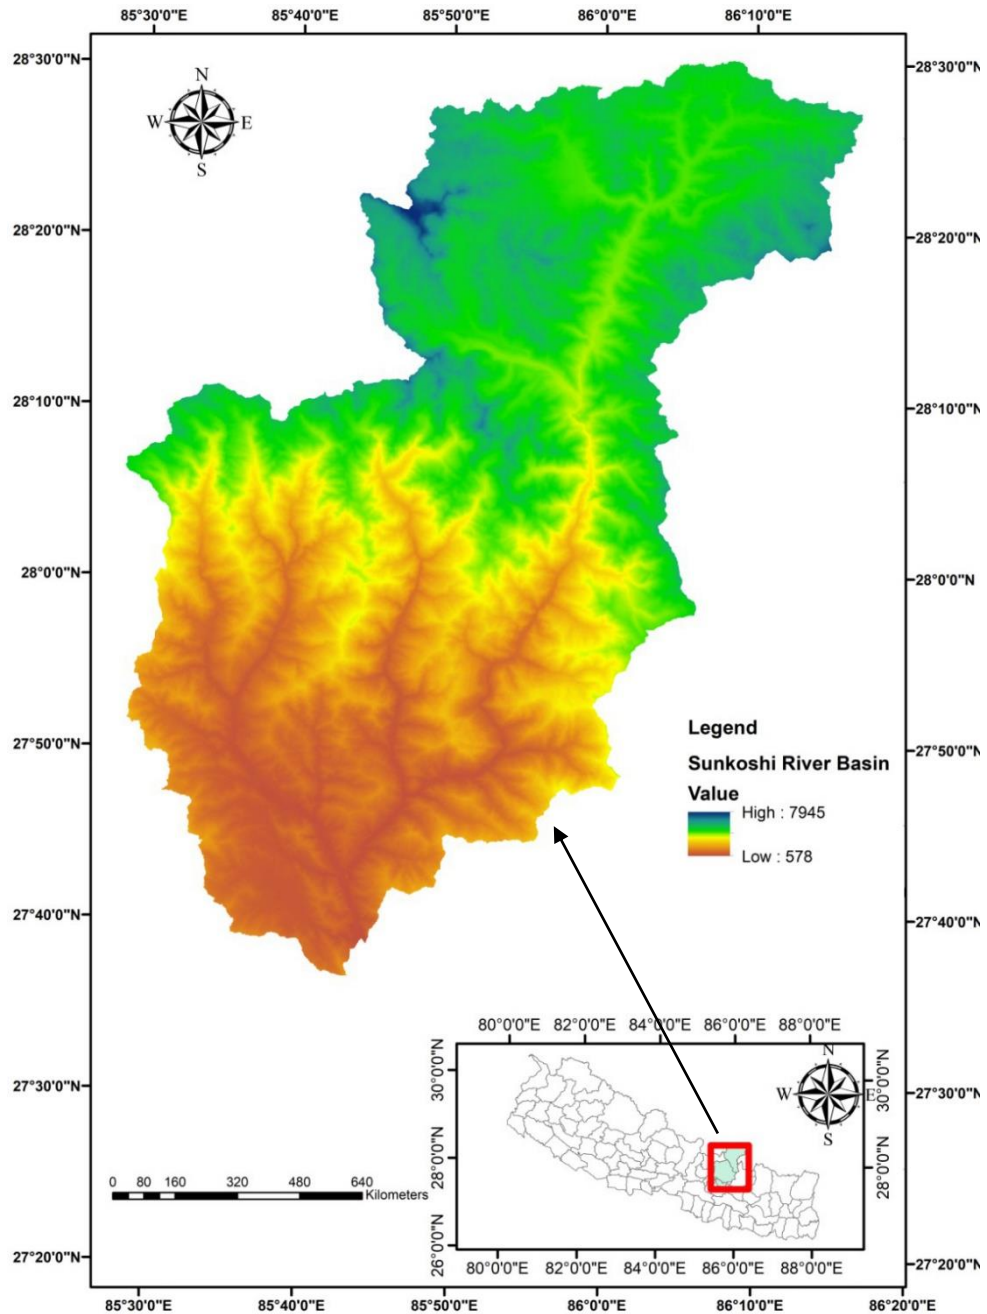 85°30'0"E 85°40'0"E 85°50'0"E 86°0'0"E 86°10'0"E
28°30'0"N 28°30'0"N
N
W E
S
28°20'0"N 28°20'0"N
28°10'0"N 28°10'0"N
28°0'0"N 28°0'0"N
27°50'0"N 27°50'0"N
Legend
Sunkoshi River Basin
Value
High : 7945
Low : 578
27°40'0"N 27°40'0"N
80°0'0"E 82°0'0"E 84°0'0"E 86°0'0"E 88°0'0"E
30°0'0"N 30°0'0"N
N
W E
S
28°0'0"N 28°0'0"N
26°0'0"N
80°0'0"E 82°0'0"E 84°0'0"E 86°0'0"E 88°0'0"E
27°30'0"N 27°30'0"N
0 80 160 320 480 640
Kilometers
27°20'0"N 27°20'0"N
85°30'0"E 85°40'0"E 85°50'0"E 86°0'0"E 86°10'0"E 86°20'0"E